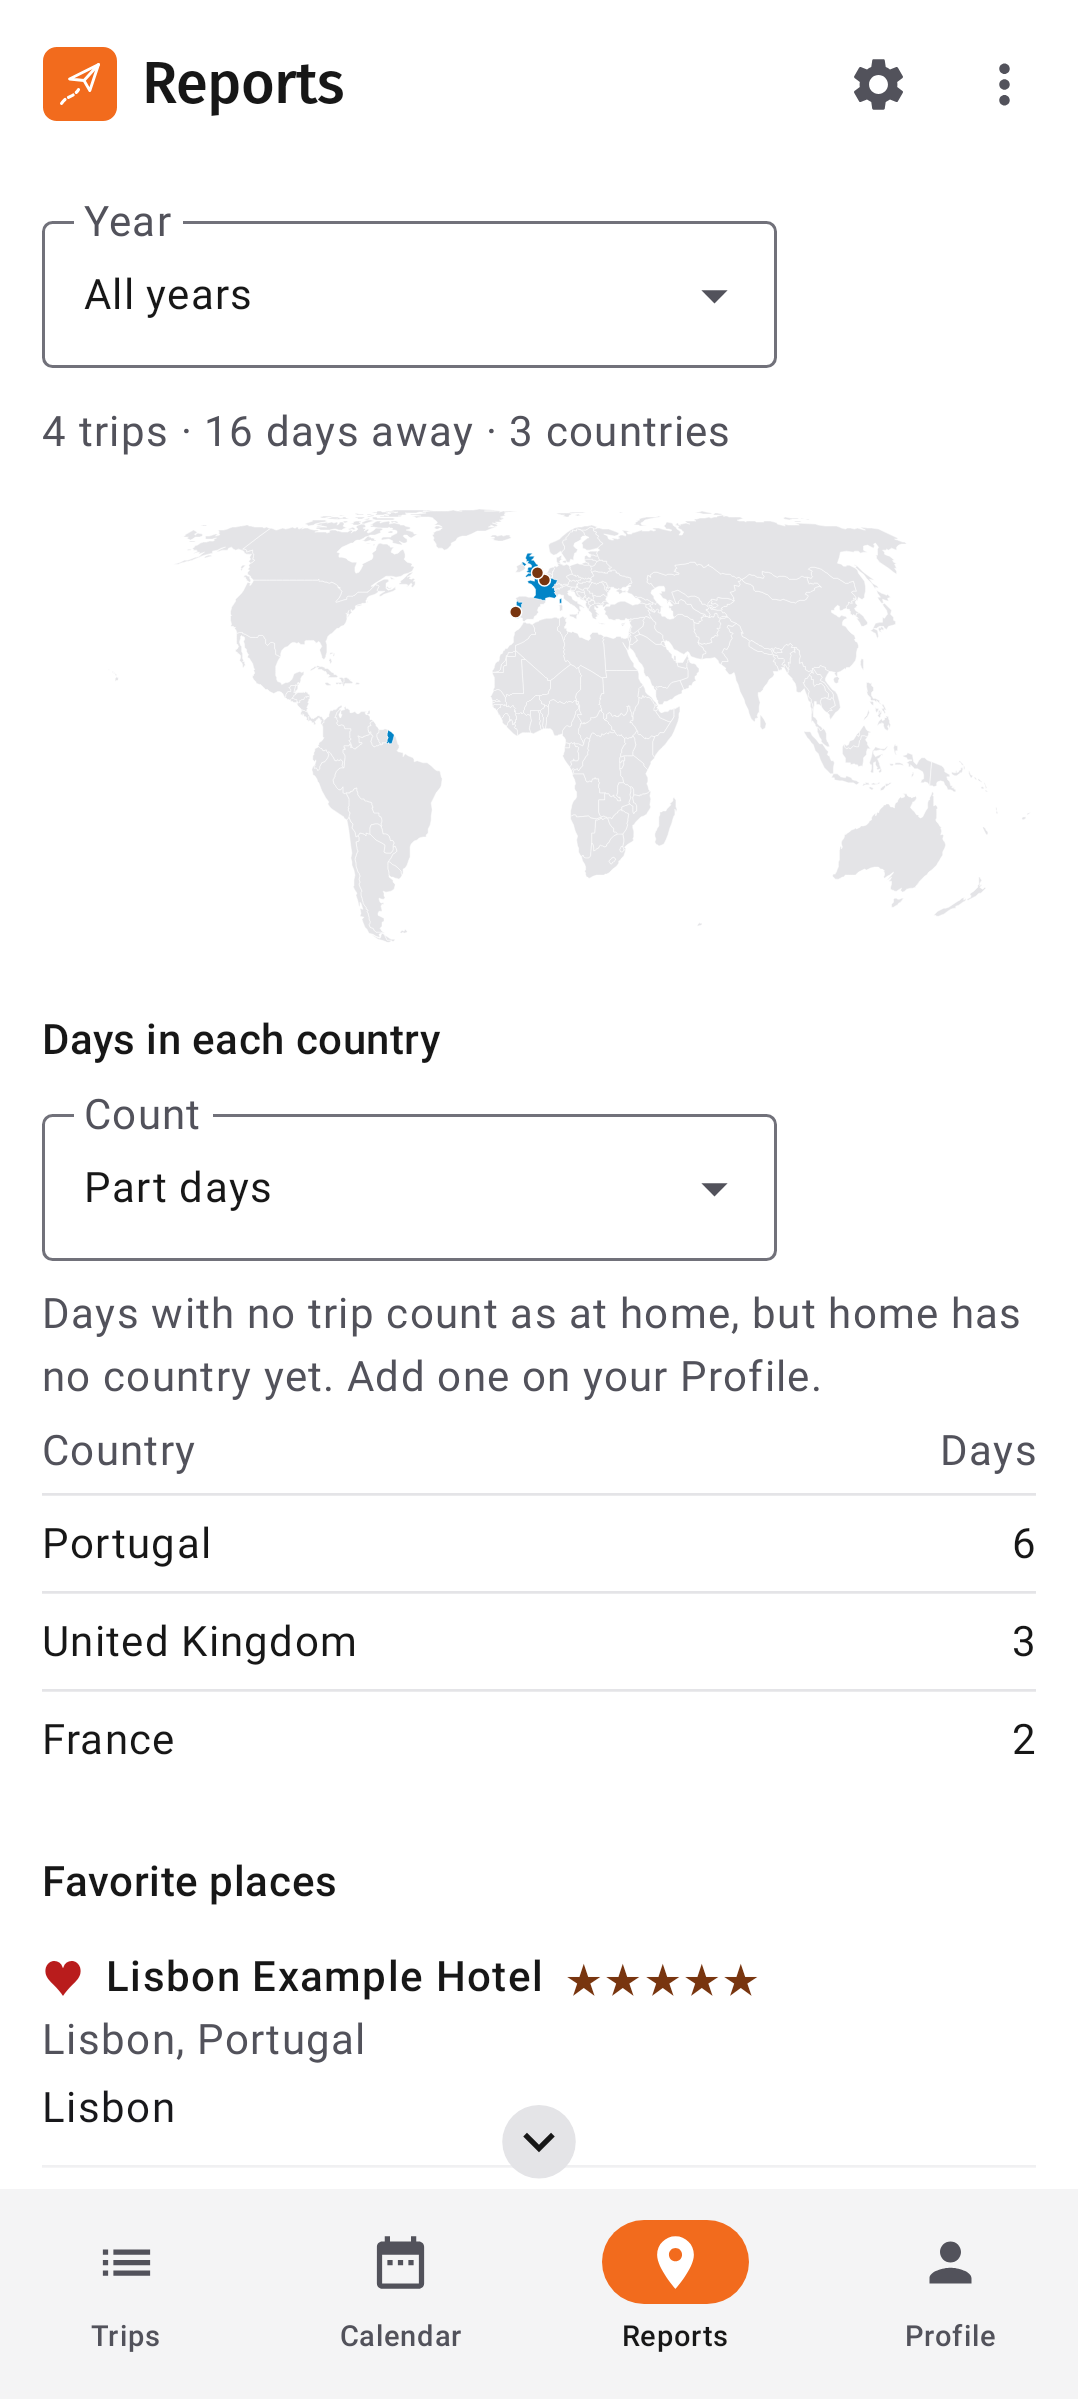 Reports
Year
All years
4 trips · 16 days away · 3 countries
Days in each country
Count
Part days
Days with no trip count as at home, but home has
no country yet. Add one on your Profile.
Country Days
Portugal 6
United Kingdom 3
France 2
Favorite places
Lisbon Example Hotel ★★★★★
Lisbon, Portugal
Lisbon
Trips Calendar Reports Profile